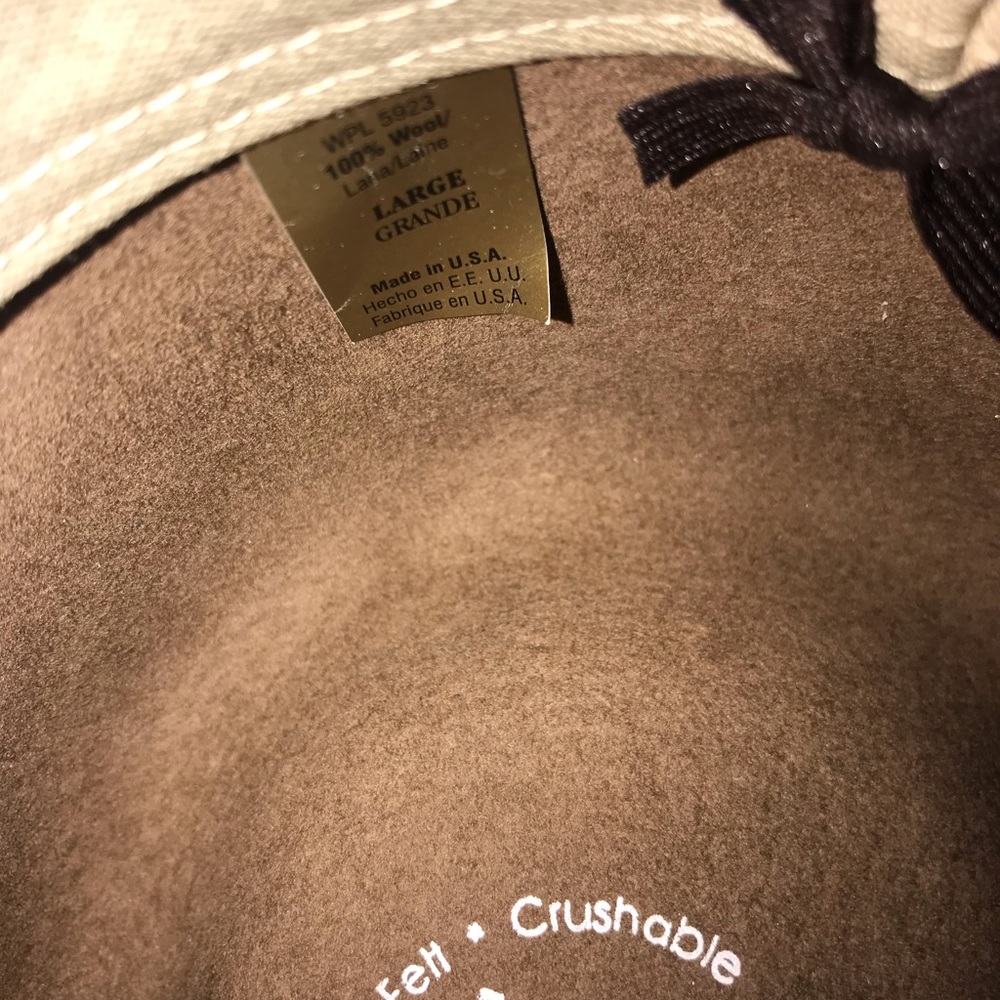 WPL 5923
100% Wool/
Lana/Laine
LARGE
GRANDE
Made in U.S.A.
Hecho en E.E. U.U.
Fabrique en U.S.A.
Felt • Crushable